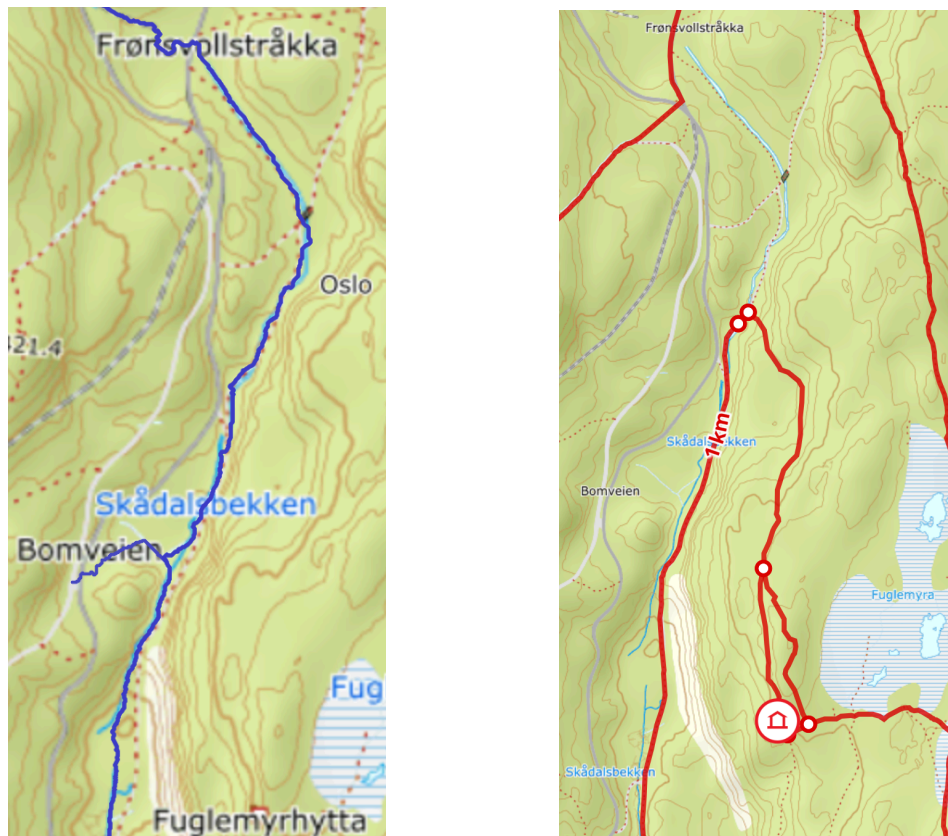 Frønsvollstråkka
Oslo
421.4
Skådalsbekken
Bomveien
Fug
Fuglemyrhytta
Frønsvollstråkka
1 km
Skådalsbekken
Bomveien
Fuglemyra
Skådalsbekken